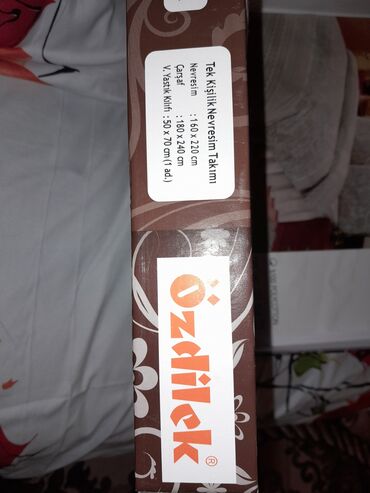 Tek Kişilik Nevresim Takımı
Nevresim : 160 x 220 cm
Çarşaf : 180 x 240 cm
V. Yastık Kılıfı : 50 x 70 cm (1 ad.)
özdilek®